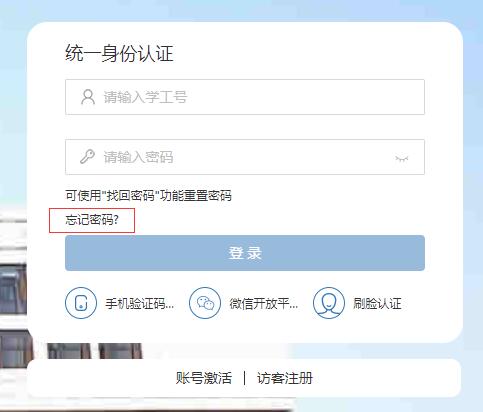 统一身份认证
请输入学工号
请输入密码
可使用"找回密码"功能重置密码
忘记密码?
登 录
手机验证码...
微信开放平...
刷脸认证
账号激活 | 访客注册